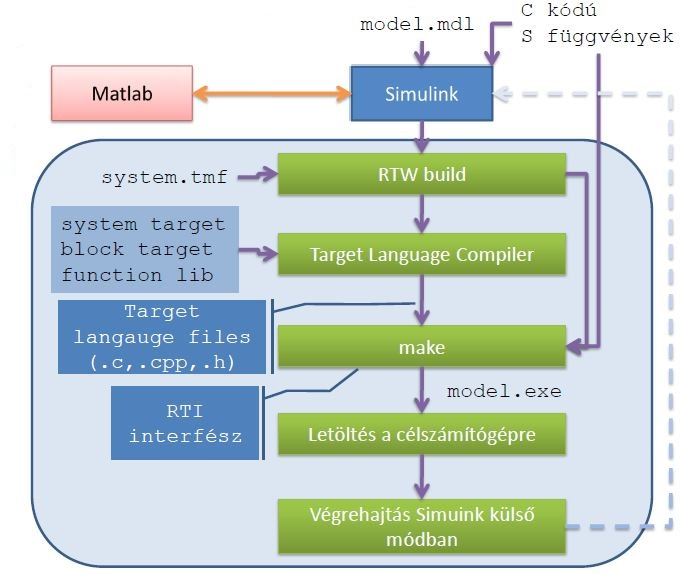 model.mdl
C kódú
S függvények
Matlab
Simulink
system.tmf
RTW build
system target
block target
function lib
Target Language Compiler
Target
langauge files
(.c,.cpp,.h)
make
RTI
interfész
model.exe
Letöltés a célszámítógépre
Végrehajtás Simuink külső
módban